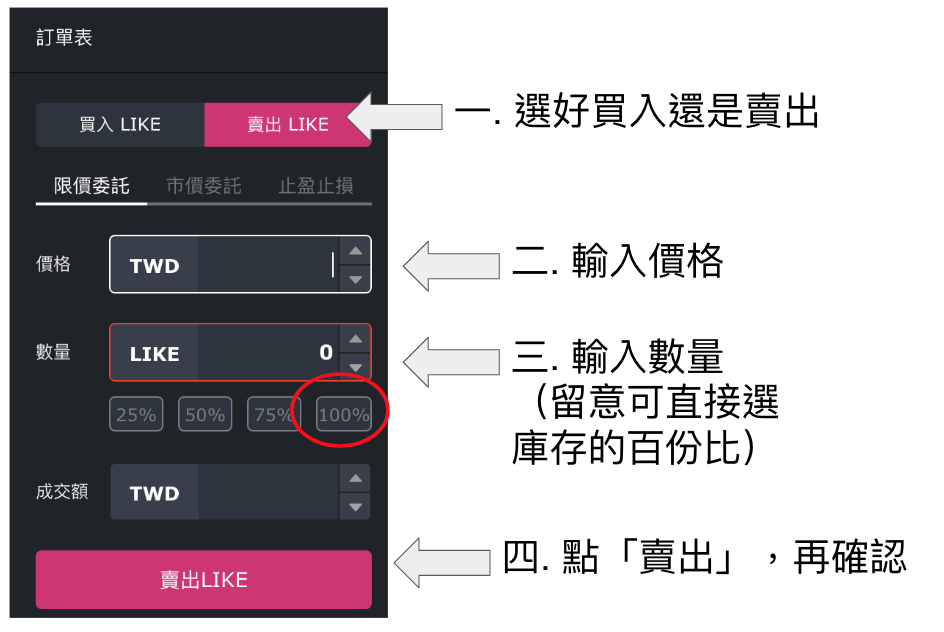 訂單表
買入 LIKE
賣出 LIKE
一. 選好買入還是賣出
限價委託
市價委託
止盈止損
價格
TWD
二. 輸入價格
數量
LIKE
0
三. 輸入數量
（留意可直接選
庫存的百份比）
25%
50%
75%
100%
成交額
TWD
賣出LIKE
四. 點「賣出」，再確認